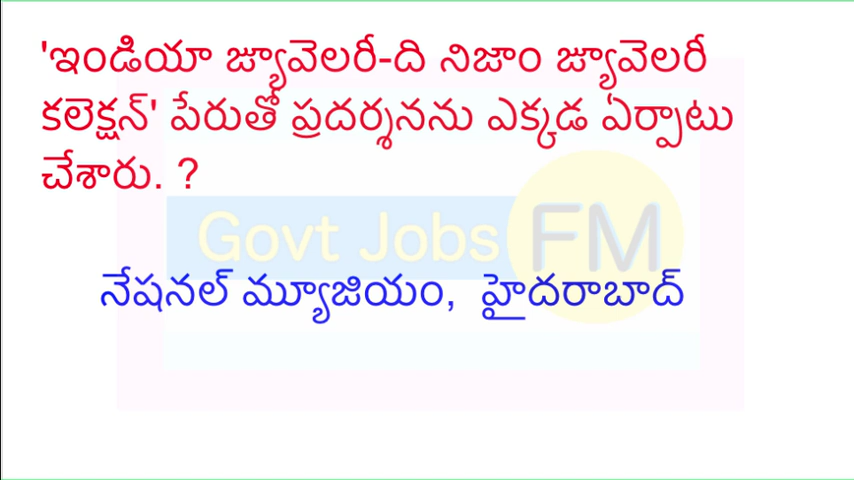 'ఇండియా జ్యూవెలరీ-ది నిజాం జ్యూవెలరీ
కలెక్షన్' పేరుతో ప్రదర్శనను ఎక్కడ ఏర్పాటు
చేశారు. ?
Govt Jobs FM
నేషనల్ మ్యూజియం, హైదరాబాద్